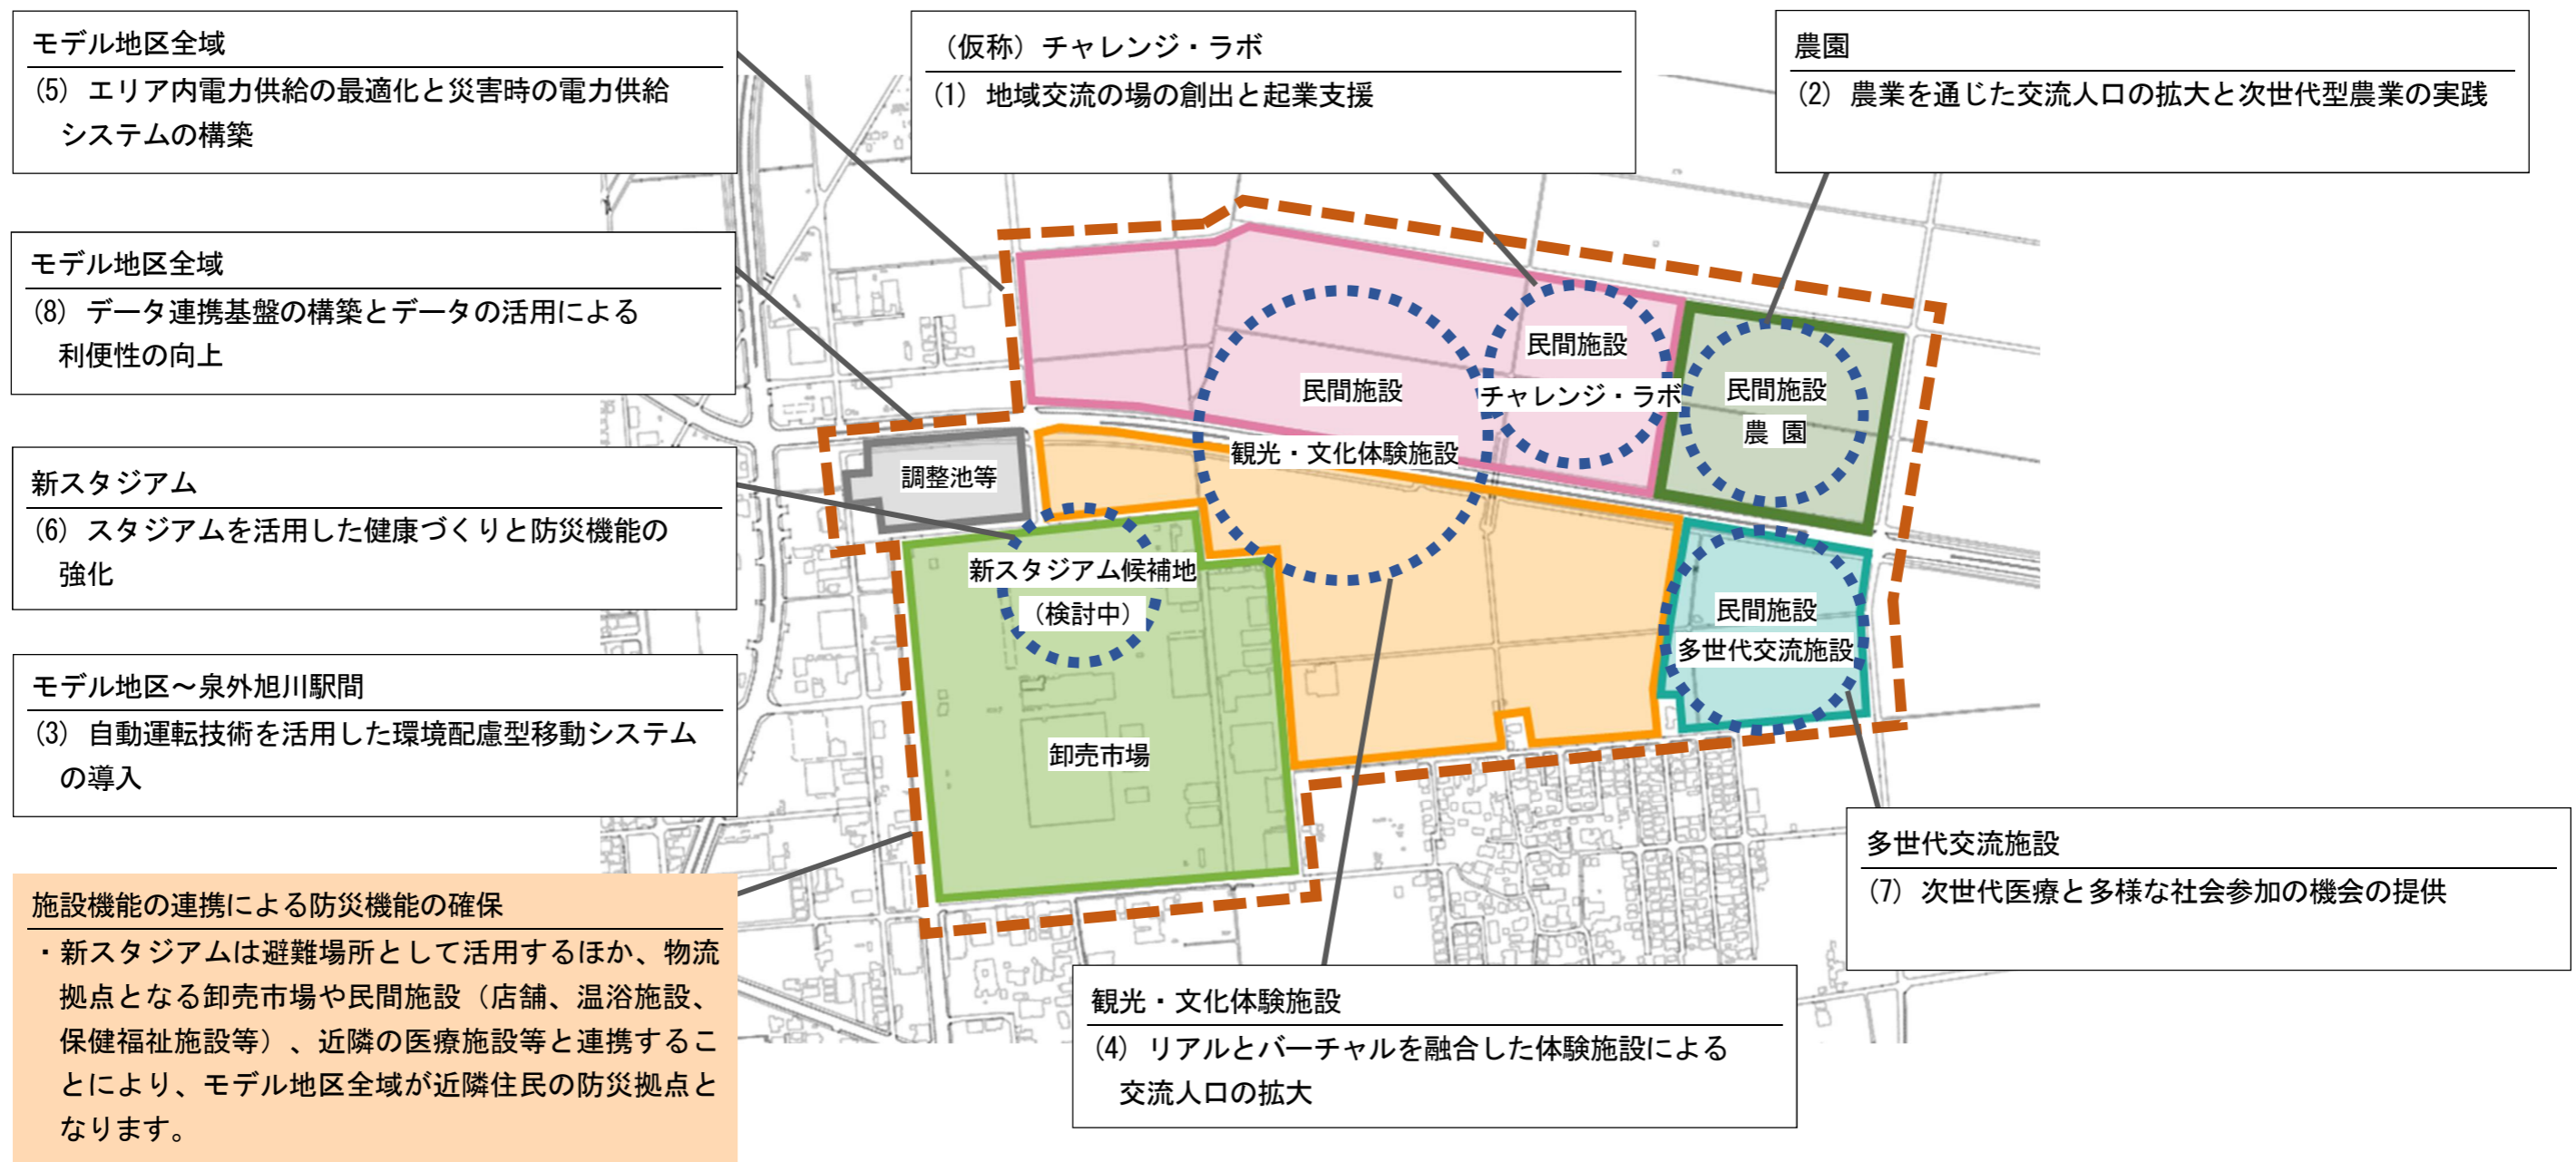 モデル地区全域
(5) エリア内電力供給の最適化と災害時の電力供給
システムの構築
(仮称) チャレンジ・ラボ
(1) 地域交流の場の創出と起業支援
農園
(2) 農業を通じた交流人口の拡大と次世代型農業の実践
モデル地区全域
(8) データ連携基盤の構築とデータの活用による
利便性の向上
新スタジアム
(6) スタジアムを活用した健康づくりと防災機能の
強化
モデル地区~泉外旭川駅間
(3) 自動運転技術を活用した環境配慮型移動システム
の導入
施設機能の連携による防災機能の確保
・新スタジアムは避難場所として活用するほか、物流
拠点となる卸売市場や民間施設(店舗、温浴施設、
保健福祉施設等)、近隣の医療施設等と連携するこ
とにより、モデル地区全域が近隣住民の防災拠点と
なります。
民間施設
観光・文化体験施設
民間施設
チャレンジ・ラボ
民間施設
農 園
調整池等
新スタジアム候補地
(検討中)
卸売市場
民間施設
多世代交流施設
多世代交流施設
(7) 次世代医療と多様な社会参加の機会の提供
観光・文化体験施設
(4) リアルとバーチャルを融合した体験施設による
交流人口の拡大